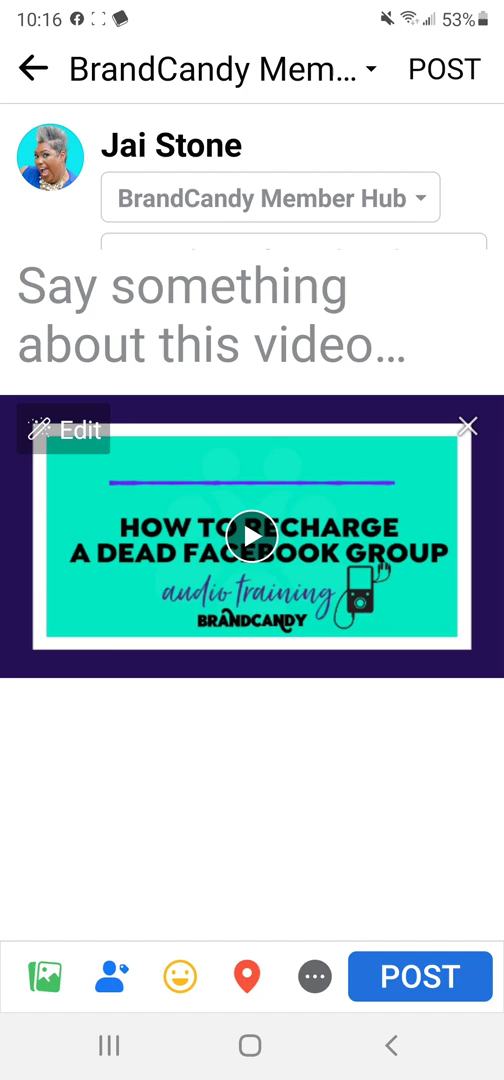 10:16
53%
BrandCandy Mem...
POST
Jai Stone
BrandCandy Member Hub
Say something
about this video...
Edit
HOW TO RECHARGE
A DEAD FACEBOOK GROUP
audio training
BRANDCANDY
POST